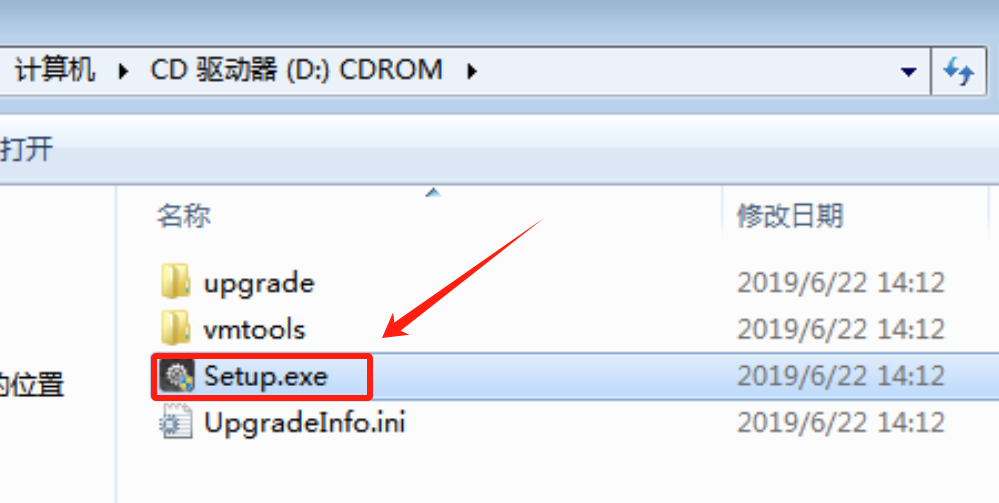 计算机 ▶ CD 驱动器 (D:) CDROM ▶
打开
名称 修改日期
upgrade 2019/6/22 14:12
vmtools 2019/6/22 14:12
Setup.exe 2019/6/22 14:12
的位置
UpgradeInfo.ini 2019/6/22 14:12